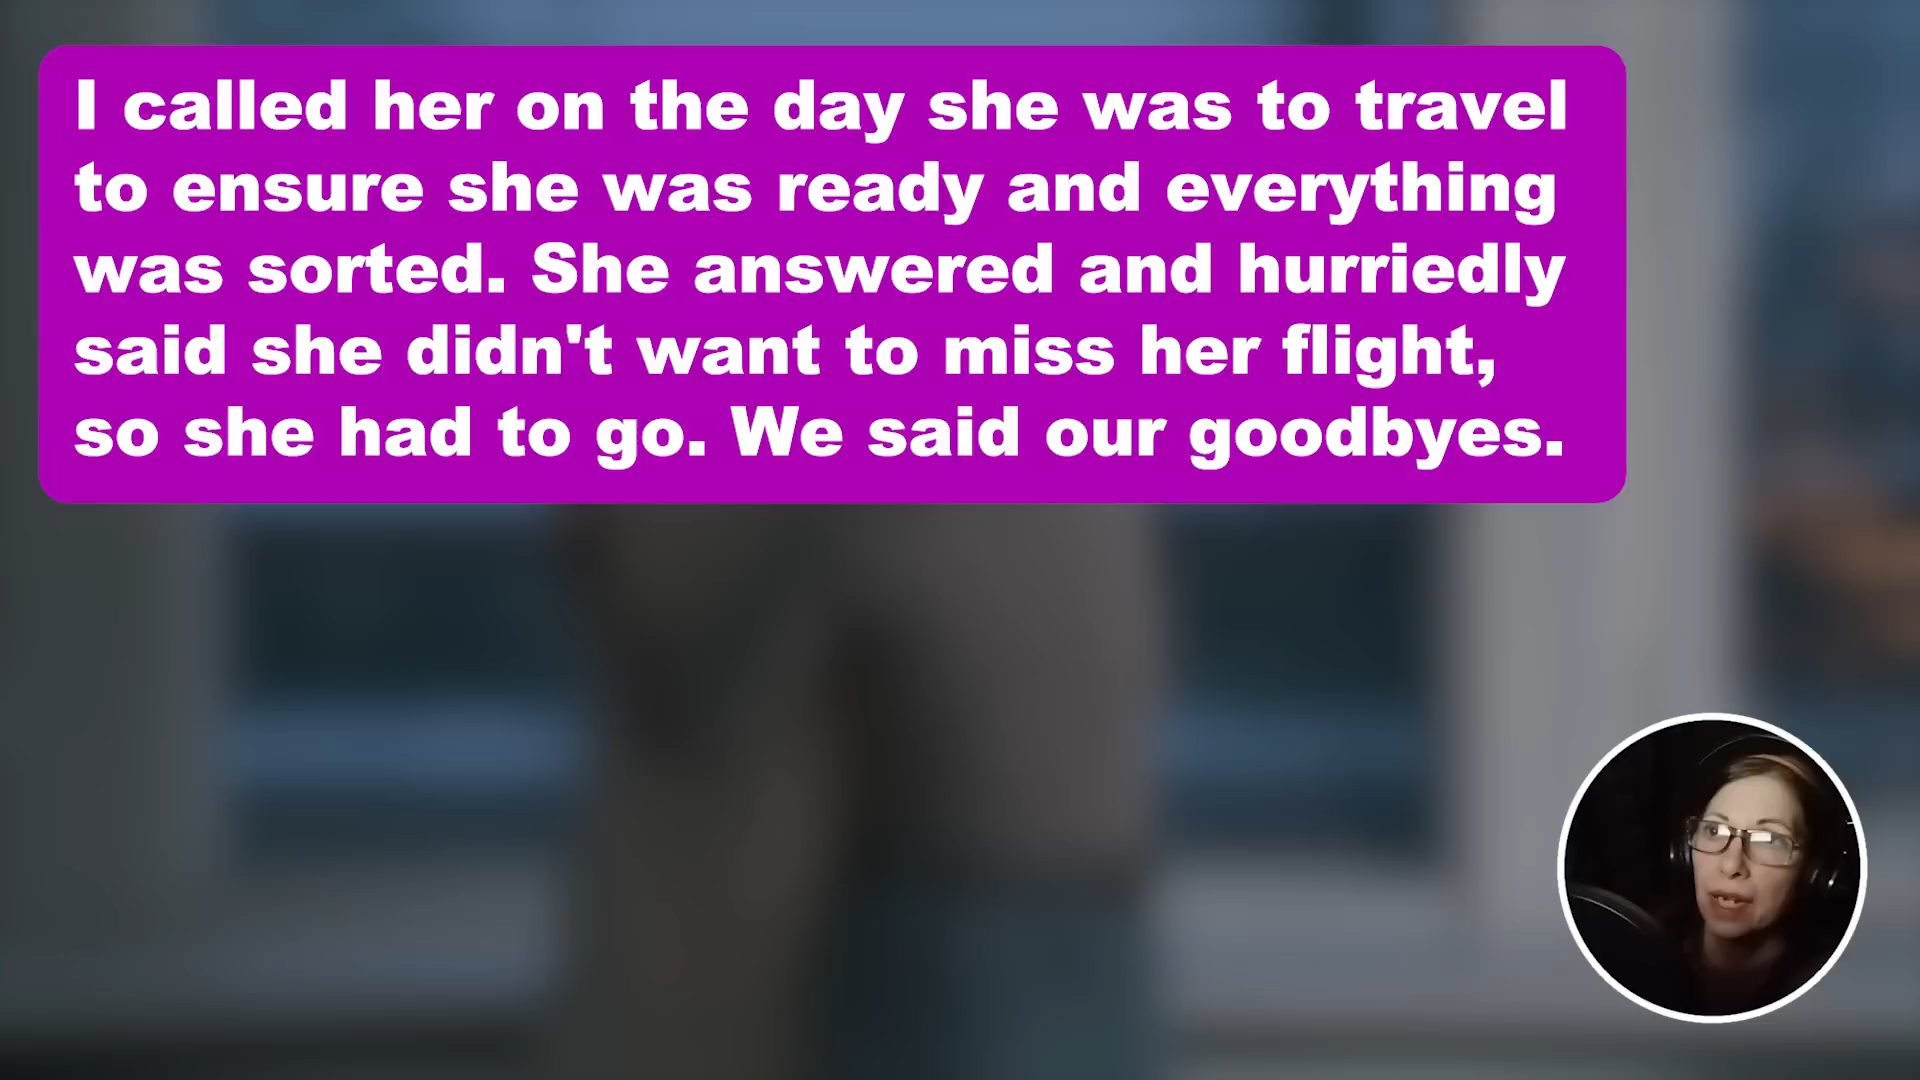 I called her on the day she was to travel
to ensure she was ready and everything
was sorted. She answered and hurriedly
said she didn't want to miss her flight,
so she had to go. We said our goodbyes.